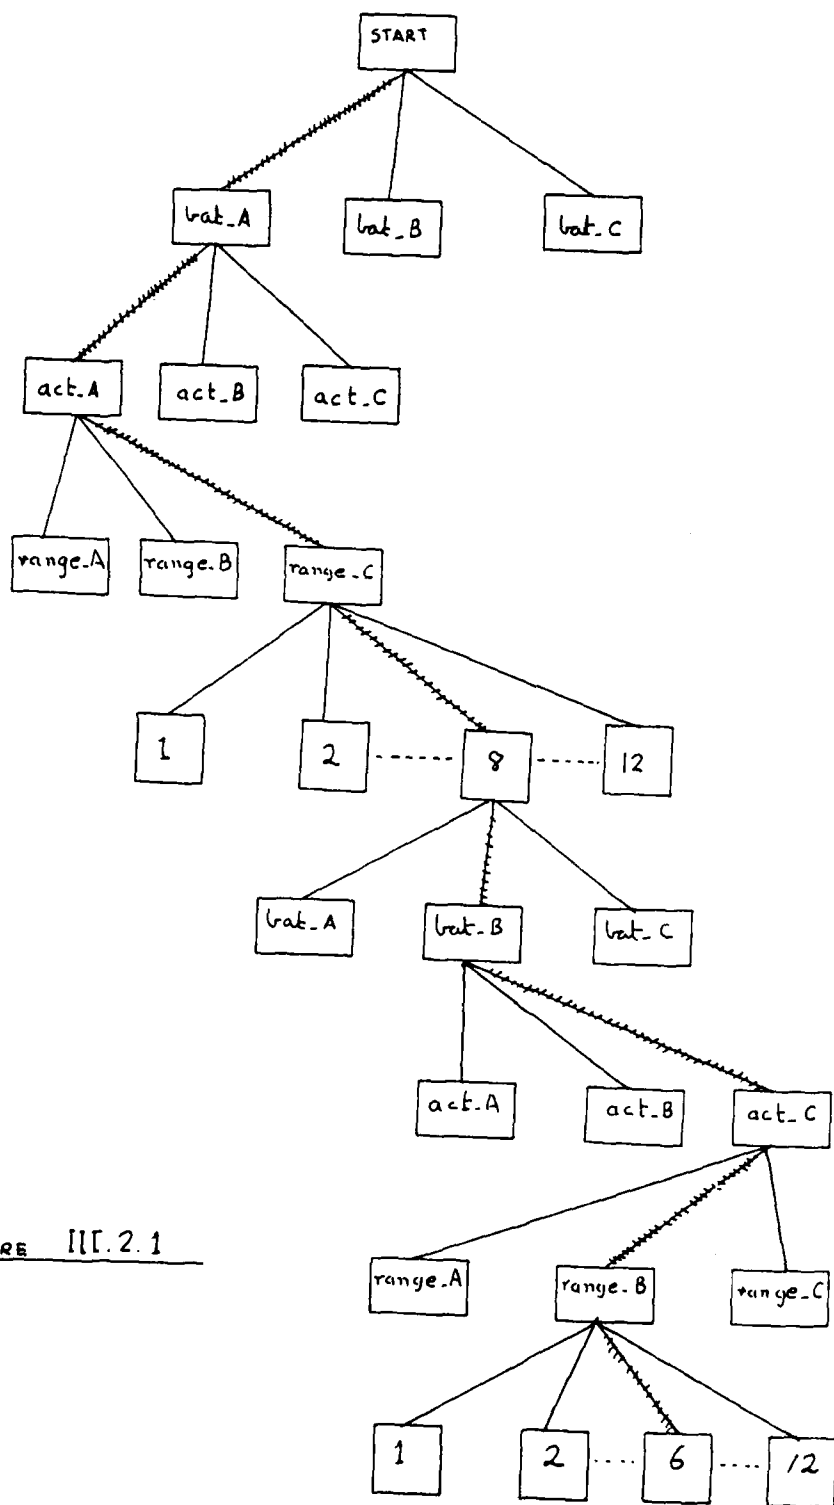 START
bat_A bat_B bat_C
act_A act_B act_C
range_A range_B range_C
1 2 8 12
bat_A bat_B bat_C
act_A act_B act_C
RE III.2.1
range_A range_B range_C
1 2 6 12